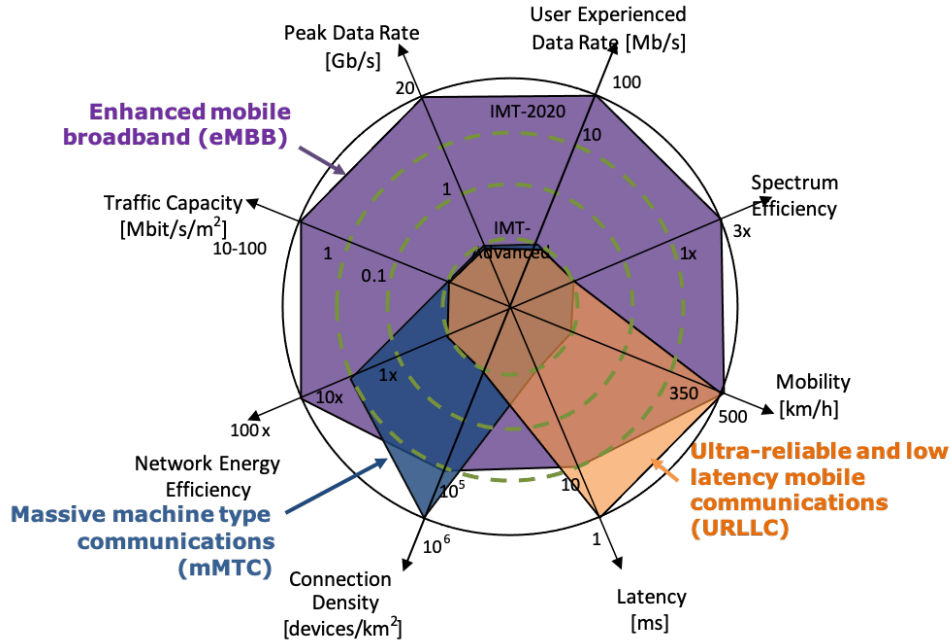 Peak Data Rate
[Gb/s]
User Experienced
Data Rate [Mb/s]
20
100
IMT-2020
10
Enhanced mobile
broadband (eMBB)
1
Spectrum
Efficiency
Traffic Capacity
[Mbit/s/m²]
10-100
3x
IMT-
Advanced
1
0.1
1x
1x
350
Mobility
[km/h]
500
10x
100 x
Network Energy
Efficiency
Ultra-reliable and low
latency mobile
communications
(URLLC)
10⁵
10
Massive machine type
communications
(mMTC)
10⁶
1
Connection
Density
[devices/km²]
Latency
[ms]